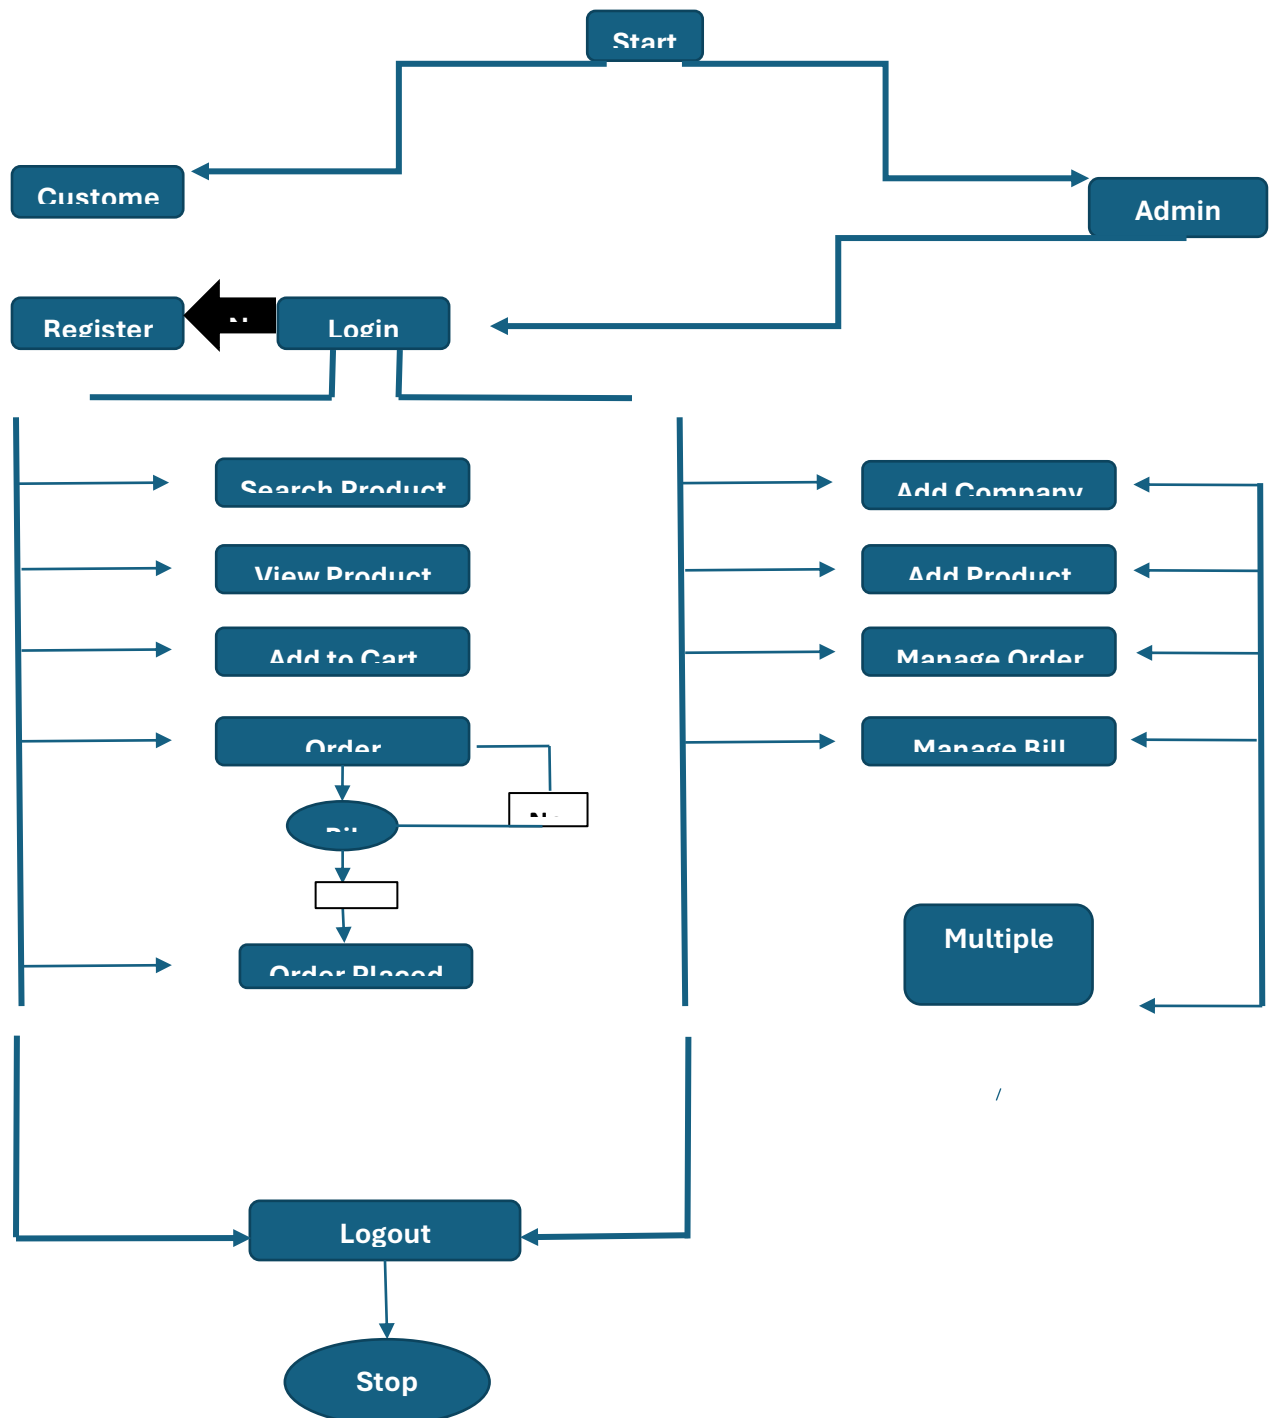 Start
Custome
Admin
Register
Login
Search Product
Add Company
View Product
Add Product
Add to Cart
Manage Order
Order
Manage Bill
Multiple
Order Placed
Logout
Stop